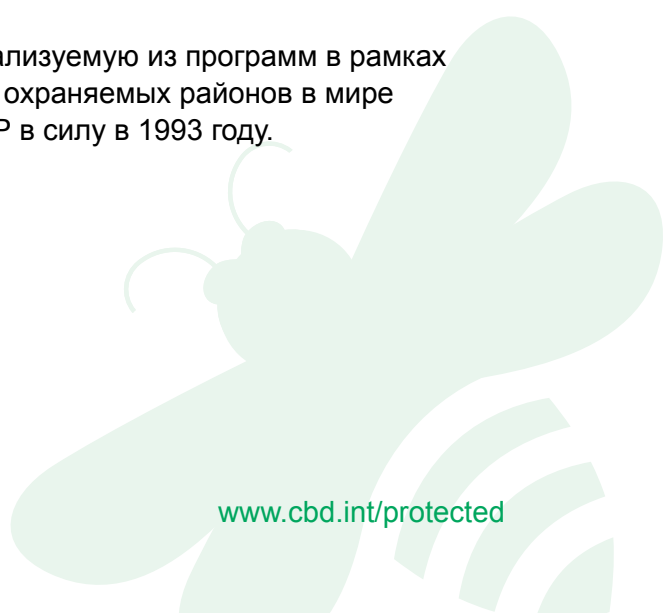 ализуемую из программ в рамках
охраняемых районов в мире
Р в силу в 1993 году.
www.cbd.int/protected